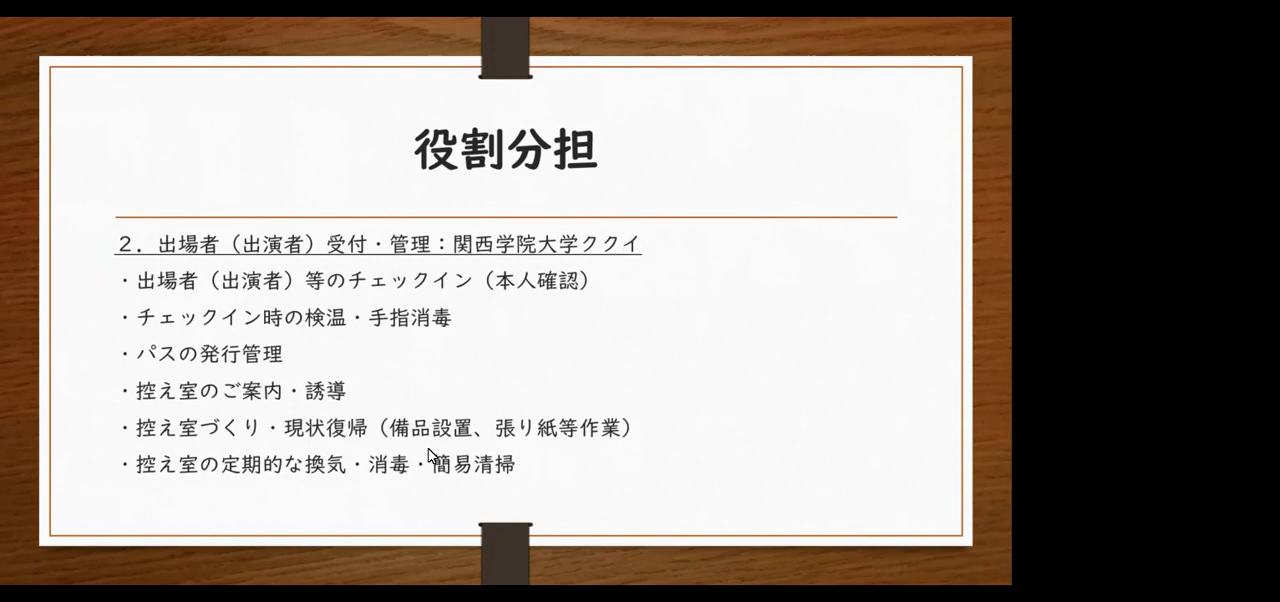 役割分担
２．出場者（出演者）受付・管理：関西学院大学ククイ
・出場者（出演者）等のチェックイン（本人確認）
・チェックイン時の検温・手指消毒
・パスの発行管理
・控え室のご案内・誘導
・控え室づくり・現状復帰（備品設置、張り紙等作業）
・控え室の定期的な換気・消毒・簡易清掃